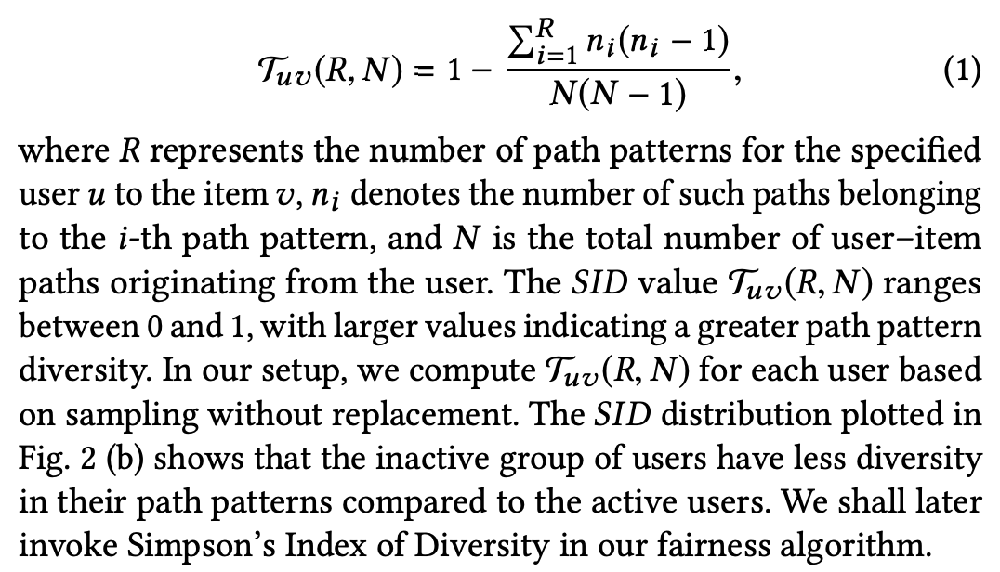 𝒯_{uv}(R, N) = 1 − \frac{\sum_{i=1}^{R} n_i(n_i − 1)}{N(N − 1)}, (1)
where R represents the number of path patterns for the specified
user u to the item v, n_i denotes the number of such paths belonging
to the i-th path pattern, and N is the total number of user–item
paths originating from the user. The SID value 𝒯_{uv}(R, N) ranges
between 0 and 1, with larger values indicating a greater path pattern
diversity. In our setup, we compute 𝒯_{uv}(R, N) for each user based
on sampling without replacement. The SID distribution plotted in
Fig. 2 (b) shows that the inactive group of users have less diversity
in their path patterns compared to the active users. We shall later
invoke Simpson's Index of Diversity in our fairness algorithm.